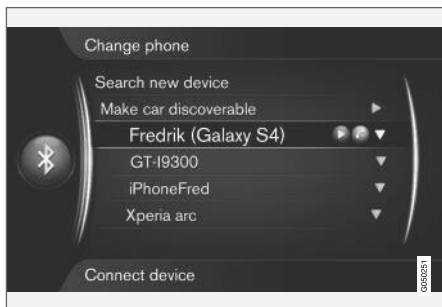 Change phone
Search new device
Make car discoverable
Fredrik (Galaxy S4)
GT-I9300
iPhoneFred
Xperia arc
Connect device
G050251